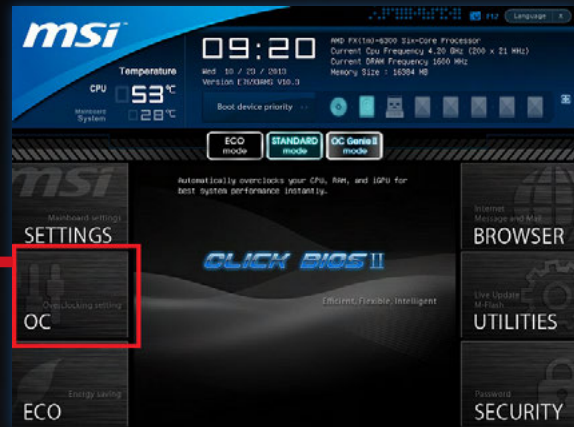 msi
Temperature
CPU 53°C
Mainboard
System 28°C
09:20
Wed 10 / 23 / 2013
Version E7693AMS V10.3
F12 Language X
AMD FX(tm)-6300 Six-Core Processor
Current Cpu Frequency 4.20 GHz (200 x 21 MHz)
Current DRAM Frequency 1600 MHz
Memory Size : 16384 MB
Boot device priority
ECO
mode
STANDARD
mode
OC Genie II
mode
Automatically overclocks your CPU, RAM, and iGPU for
best system performance instantly.
msi
Mainboard settings
SETTINGS
Overclocking setting
OC
Energy saving
ECO
CLICK BIOS II
Efficient, Flexible, Intelligent
Internet
Message and Mail
BROWSER
Live Update
M-Flash
UTILITIES
Password
SECURITY